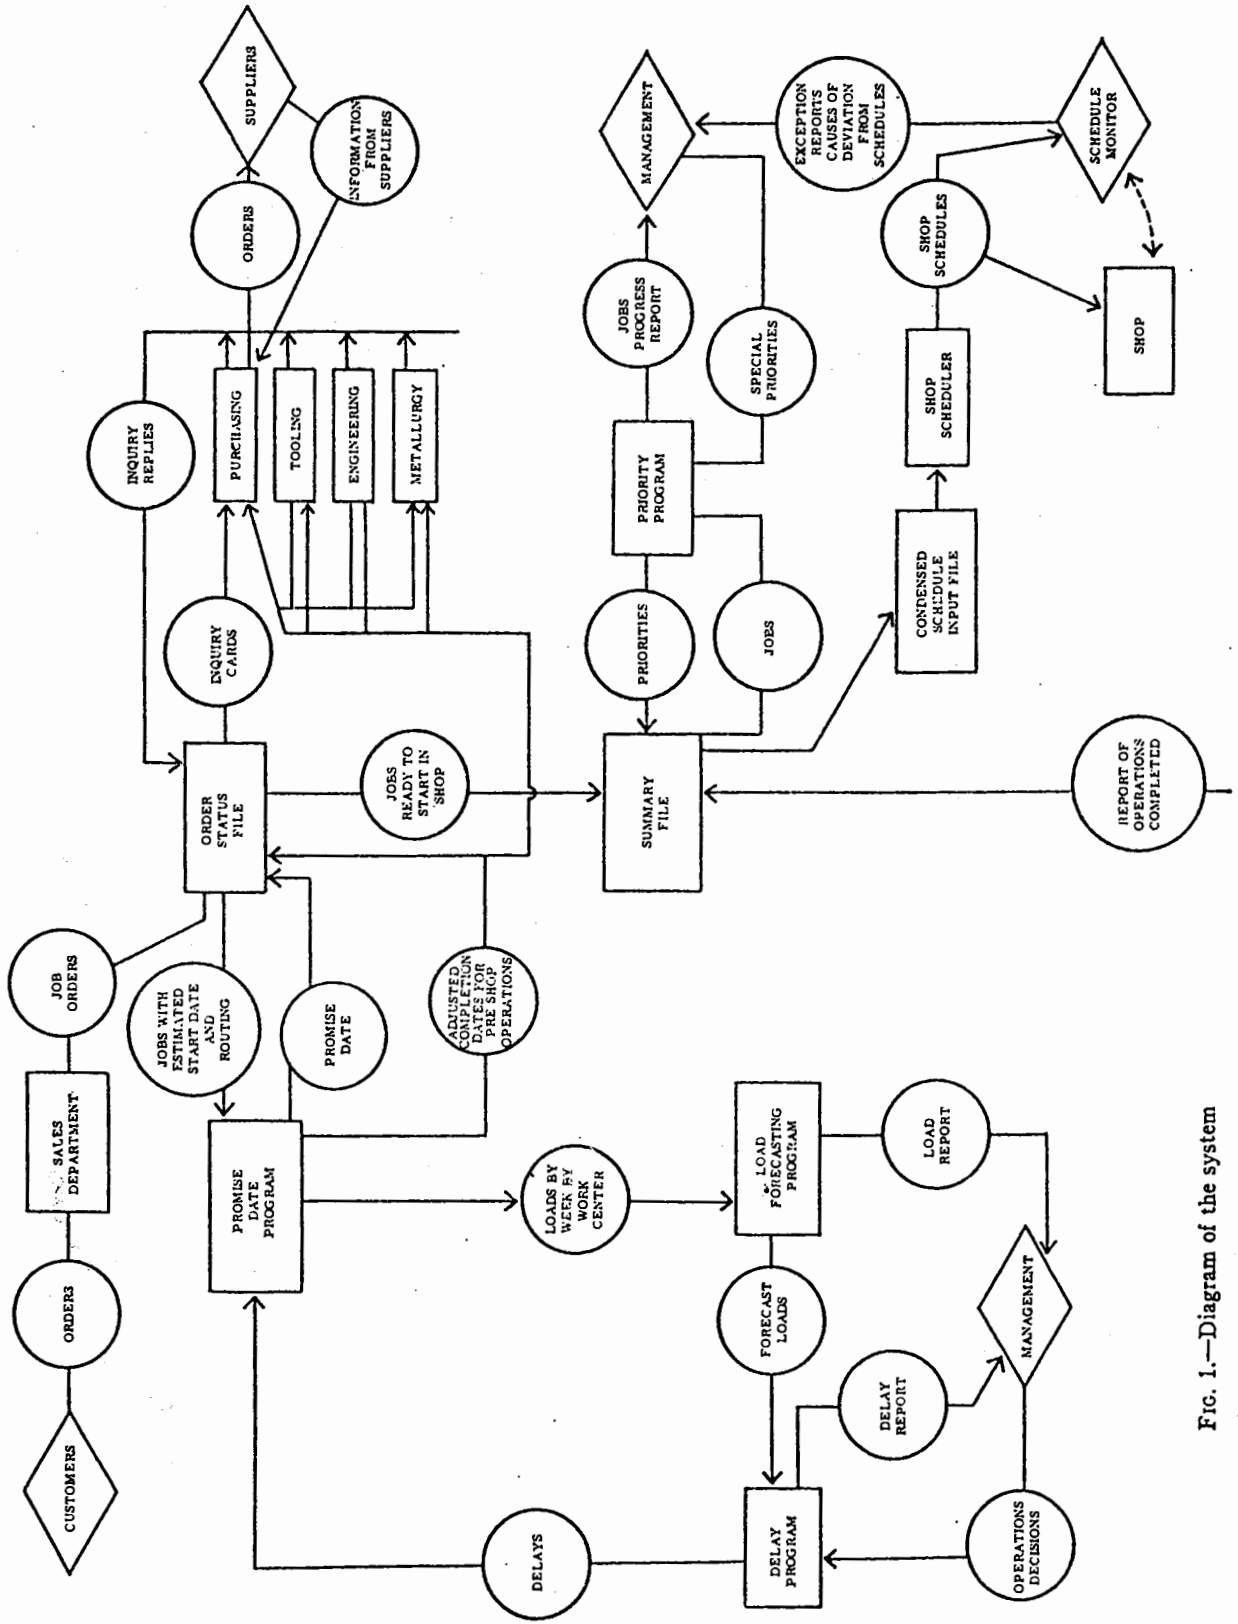 CUSTOMERS
ORDERS
SALES
DEPARTMENT
JOB
ORDERS
JOBS WITH
ESTIMATED
START DATE
AND
ROUTING
PROMISE
DATE
ADJUSTED
COMPLETION
DATES FOR
PRE SHOP
OPERATIONS
PROMISE
DATE
PROGRAM
ORDER
STATUS
FILE
INQUIRY
REPLIES
INQUIRY
CARDS
PURCHASING
TOOLING
ENGINEERING
METALLURGY
ORDERS
SUPPLIERS
INFORMATION
FROM
SUPPLIERS
JOBS
READY TO
START IN
SHOP
DELAYS
LOADS BY
WEEK BY
WORK
CENTER
SUMMARY
FILE
PRIORITIES
JOBS
PRIORITY
PROGRAM
JOBS
PROGRESS
REPORT
SPECIAL
PRIORITIES
MANAGEMENT
EXCEPTION
REPORTS
CAUSES OF
DEVIATION
FROM
SCHEDULES
DELAY
PROGRAM
FORECAST
LOADS
LOAD
FORECASTING
PROGRAM
DELAY
REPORT
LOAD
REPORT
OPERATIONS
DECISIONS
MANAGEMENT
CONDENSED
SCHEDULE
INPUT FILE
SHOP
SCHEDULER
SHOP
SCHEDULES
SCHEDULE
MONITOR
SHOP
REPORT OF
OPERATIONS
COMPLETED
FIG. 1.—Diagram of the system